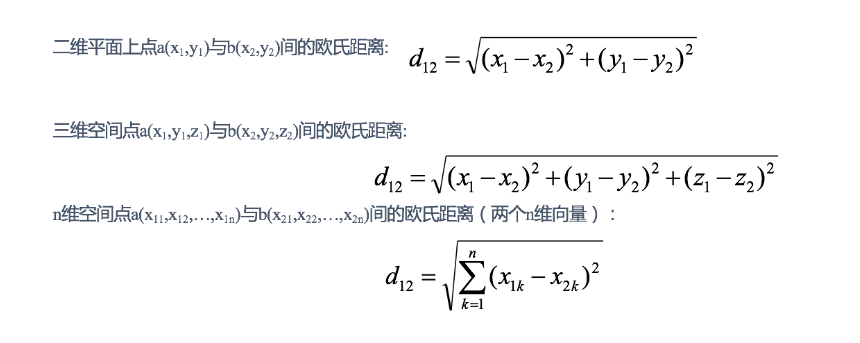 二维平面上点a(x₁,y₁)与b(x₂,y₂)间的欧氏距离: d₁₂ = √((x₁ − x₂)² + (y₁ − y₂)²)
三维空间点a(x₁,y₁,z₁)与b(x₂,y₂,z₂)间的欧氏距离:
d₁₂ = √((x₁ − x₂)² + (y₁ − y₂)² + (z₁ − z₂)²)
n维空间点a(x₁₁,x₁₂,…,x₁ₙ)与b(x₂₁,x₂₂,…,x₂ₙ)间的欧氏距离（两个n维向量）：
d₁₂ = √(∑ₖ₌₁ⁿ (x₁ₖ − x₂ₖ)²)